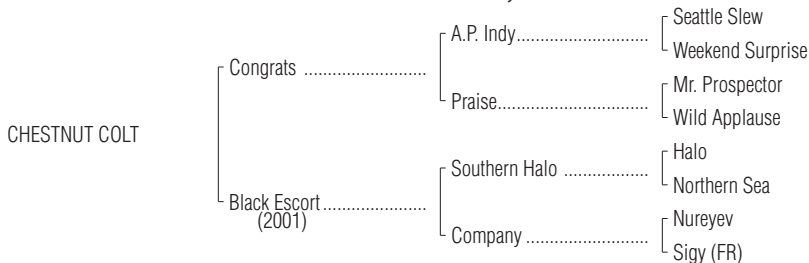 Seattle Slew
A.P. Indy
Weekend Surprise
Congrats
Mr. Prospector
Praise
Wild Applause
CHESTNUT COLT
Halo
Southern Halo
Northern Sea
Black Escort
(2001)
Nureyev
Company
Sigy (FR)